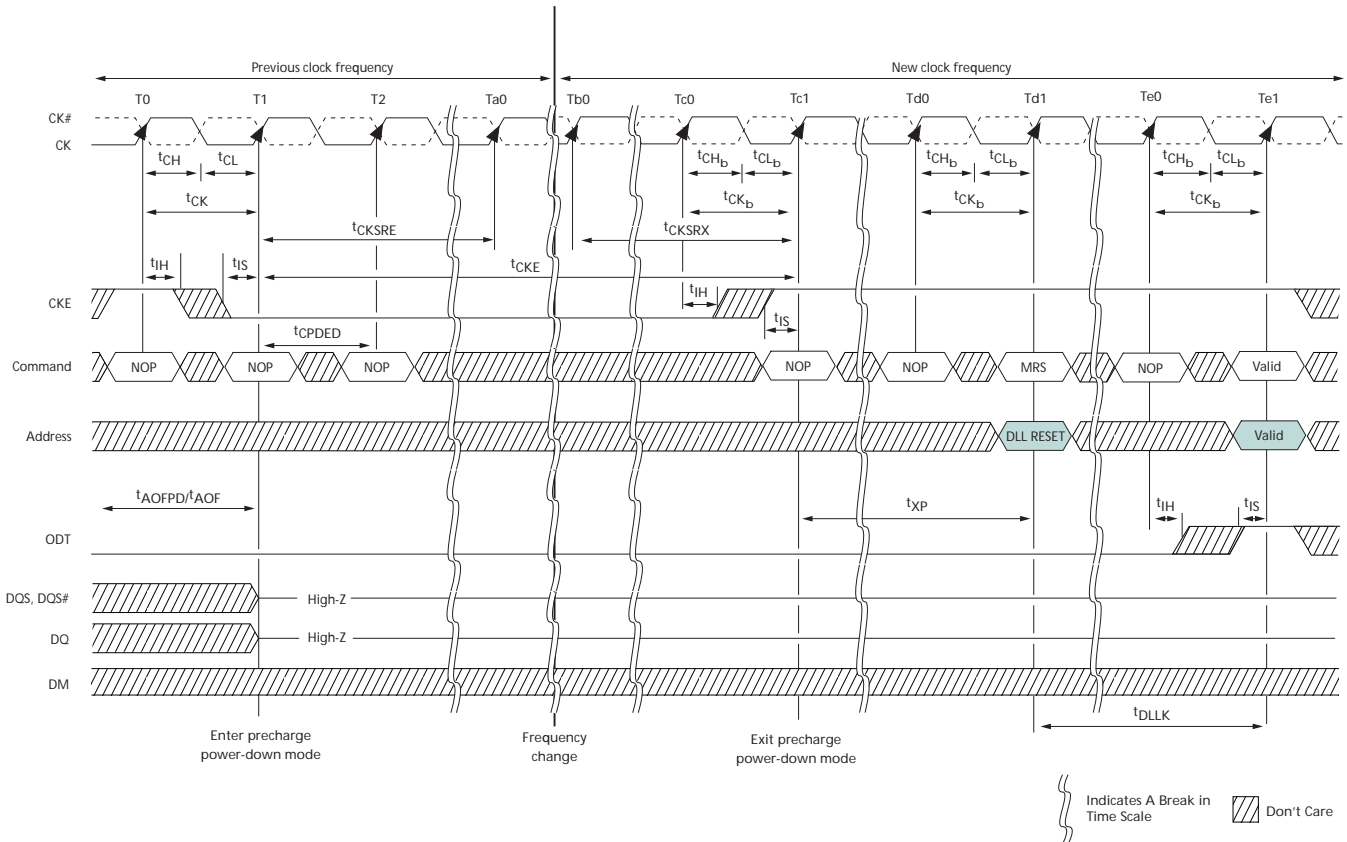 Previous clock frequency
New clock frequency
T0 T1 T2 Ta0 Tb0 Tc0 Tc1 Td0 Td1 Te0 Te1
CK#
CK
tCH tCL tCHb tCLb tCHb tCLb tCHb tCLb
tCK tCKb tCKb tCKb
tCKSRE tCKSRX
tIH tIS tCKE
CKE
tIH
tIS
tCPDED
Command NOP NOP NOP NOP NOP MRS NOP Valid
Address DLL RESET Valid
tAOFPD/tAOF tXP tIH tIS
ODT
DQS, DQS# High-Z
DQ High-Z
DM
tDLLK
Enter precharge
power-down mode
Frequency
change
Exit precharge
power-down mode
Indicates A Break in
Time Scale
Don't Care